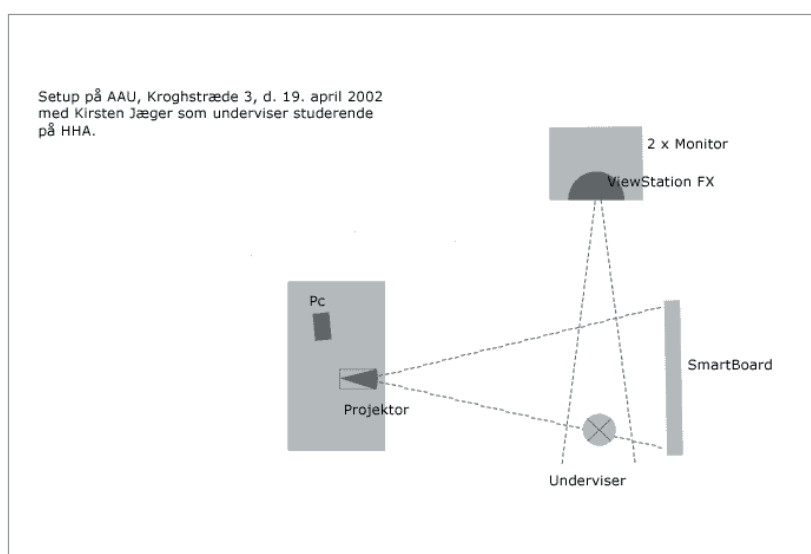 Setup på AAU, Kroghstræde 3, d. 19. april 2002
med Kirsten Jæger som underviser studerende
på HHA.
2 x Monitor
ViewStation FX
Pc
SmartBoard
Projektor
Underviser